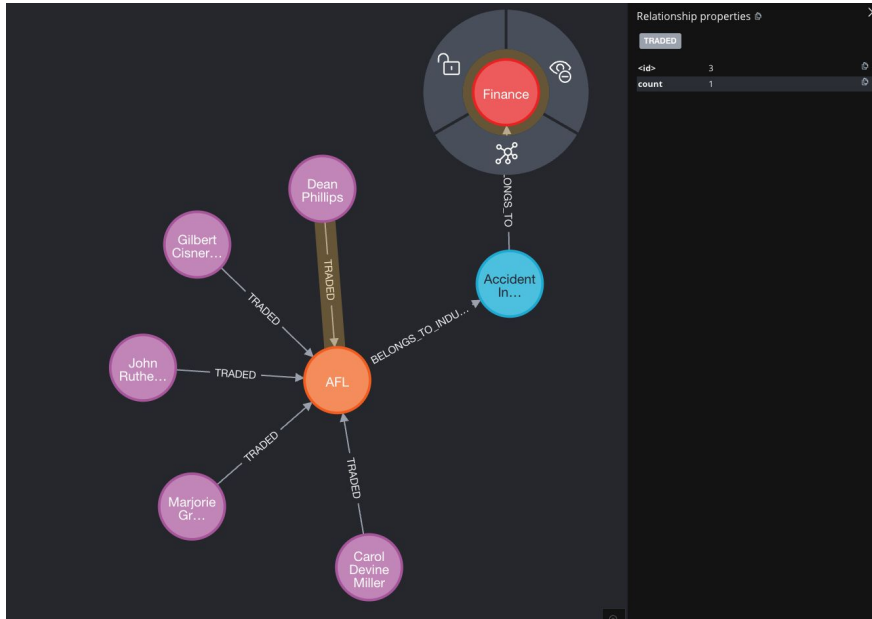 Relationship properties
TRADED
<id> 3
count 1
Finance
Dean
Phillips
TRADED
Gilbert
Cisner...
TRADED
ONGS_TO
Accident
In...
BELONGS_TO_INDU...
John
Ruthe...
TRADED
AFL
TRADED
Marjorie
Gr...
TRADED
Carol
Devine
Miller